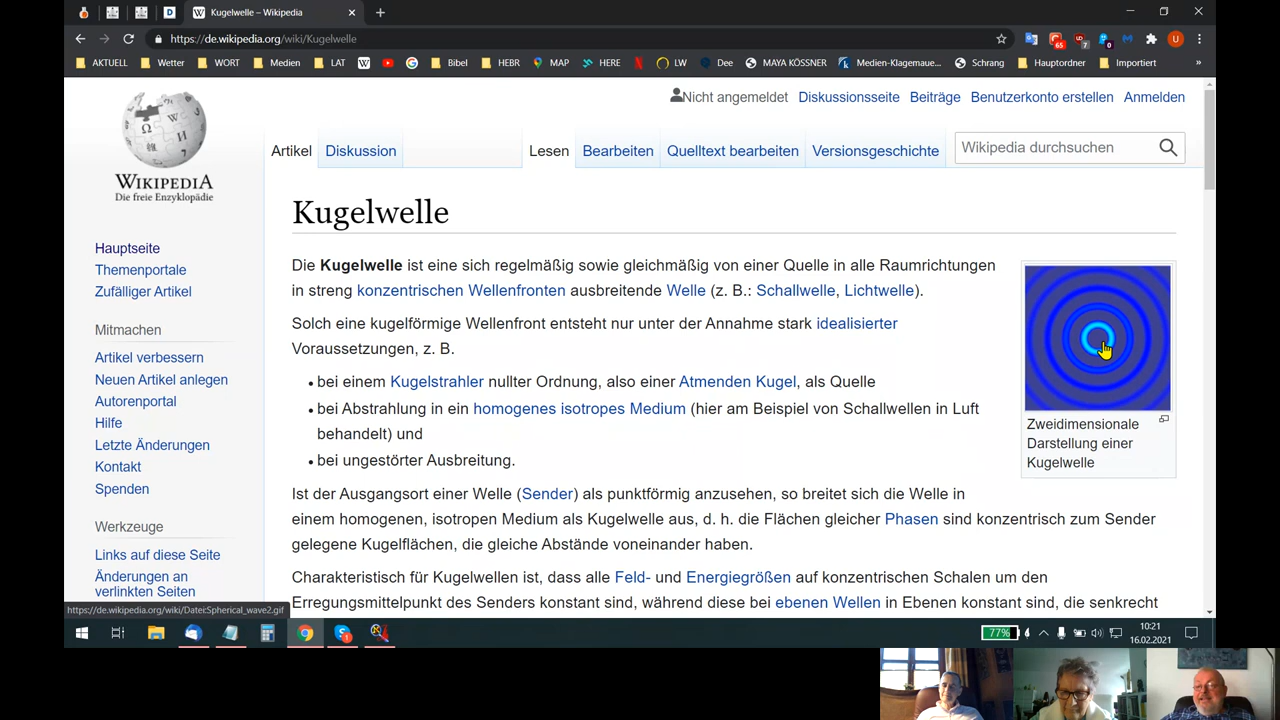 Kugelwelle – Wikipedia
https://de.wikipedia.org/wiki/Kugelwelle
65
7
0
U
AKTUELL
Wetter
WORT
Medien
LAT
Bibel
HEBR
MAP
HERE
LW
Dee
MAYA KÖSSNER
Medien-Klagemaue...
Schrang
Hauptordner
Importiert
»
Nicht angemeldet
Diskussionsseite
Beiträge
Benutzerkonto erstellen
Anmelden
Artikel
Diskussion
Lesen
Bearbeiten
Quelltext bearbeiten
Versionsgeschichte
Wikipedia durchsuchen
WIKIPEDIA
Die freie Enzyklopädie
Hauptseite
Themenportale
Zufälliger Artikel
Mitmachen
Artikel verbessern
Neuen Artikel anlegen
Autorenportal
Hilfe
Letzte Änderungen
Kontakt
Spenden
Werkzeuge
Links auf diese Seite
Änderungen an
verlinkten Seiten
Kugelwelle
Die Kugelwelle ist eine sich regelmäßig sowie gleichmäßig von einer Quelle in alle Raumrichtungen
in streng konzentrischen Wellenfronten ausbreitende Welle (z. B.: Schallwelle, Lichtwelle).
Solch eine kugelförmige Wellenfront entsteht nur unter der Annahme stark idealisierter
Voraussetzungen, z. B.
• bei einem Kugelstrahler nullter Ordnung, also einer Atmenden Kugel, als Quelle
• bei Abstrahlung in ein homogenes isotropes Medium (hier am Beispiel von Schallwellen in Luft
behandelt) und
• bei ungestörter Ausbreitung.
Zweidimensionale
Darstellung einer
Kugelwelle
Ist der Ausgangsort einer Welle (Sender) als punktförmig anzusehen, so breitet sich die Welle in
einem homogenen, isotropen Medium als Kugelwelle aus, d. h. die Flächen gleicher Phasen sind konzentrisch zum Sender
gelegene Kugelflächen, die gleiche Abstände voneinander haben.
Charakteristisch für Kugelwellen ist, dass alle Feld- und Energiegrößen auf konzentrischen Schalen um den
Erregungsmittelpunkt des Senders konstant sind, während diese bei ebenen Wellen in Ebenen konstant sind, die senkrecht
https://de.wikipedia.org/wiki/Datei:Spherical_wave2.gif
77%
10:21
16.02.2021